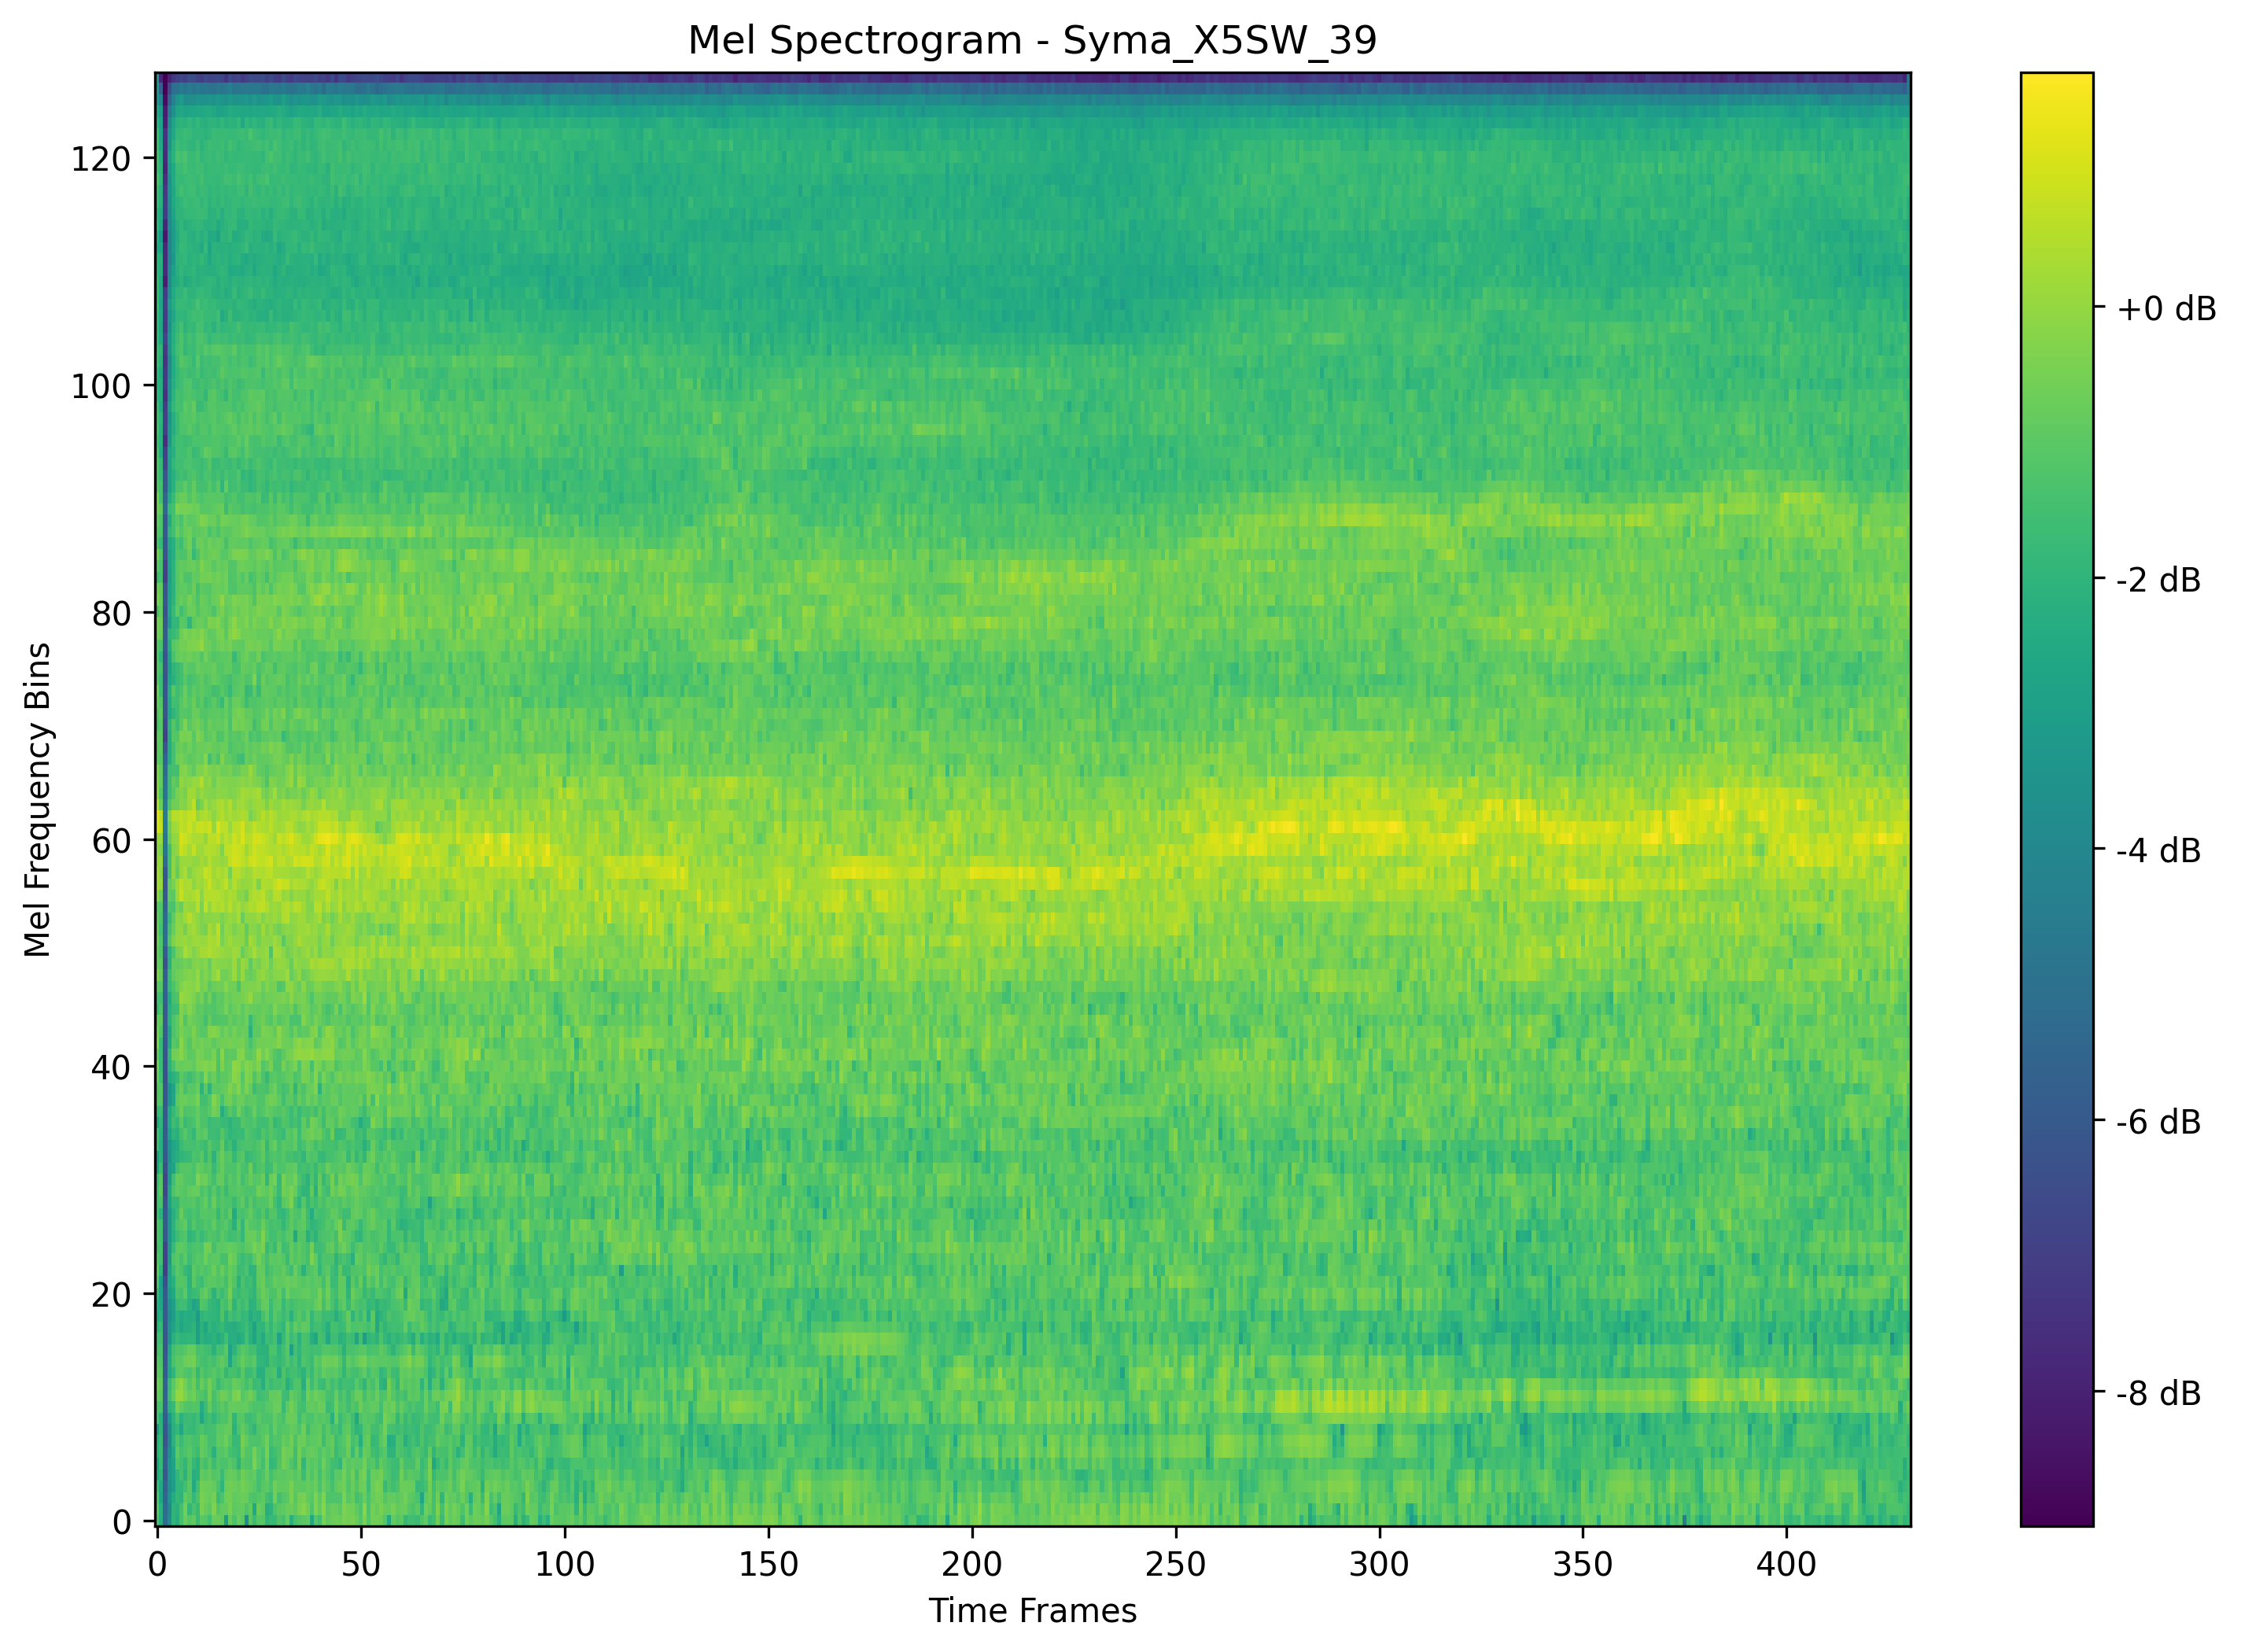 Mel Spectrogram - Syma_X5SW_39
Mel Frequency Bins
120
100
80
60
40
20
0
0 50 100 150 200 250 300 350 400
Time Frames
+0 dB
-2 dB
-4 dB
-6 dB
-8 dB